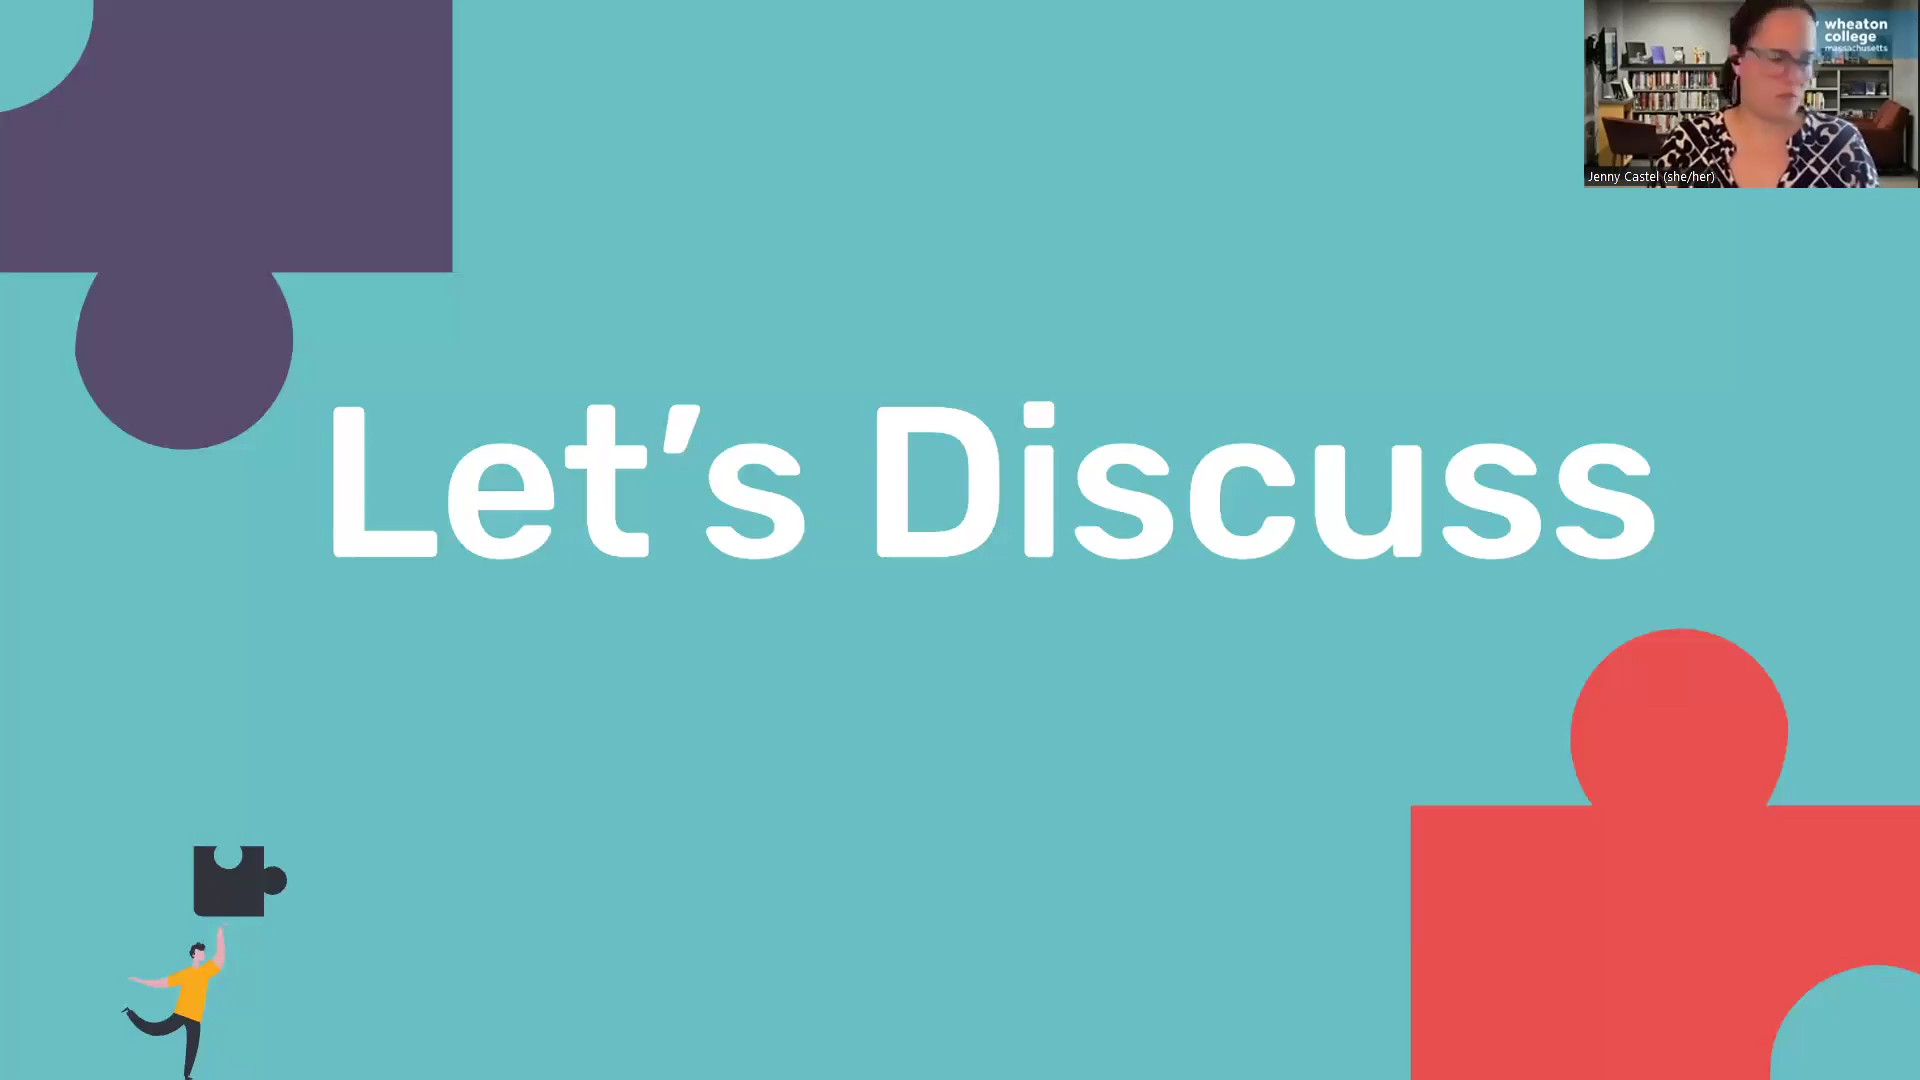 Let's Discuss
wheaton
college
massachusetts
Jenny Castel (she/her)